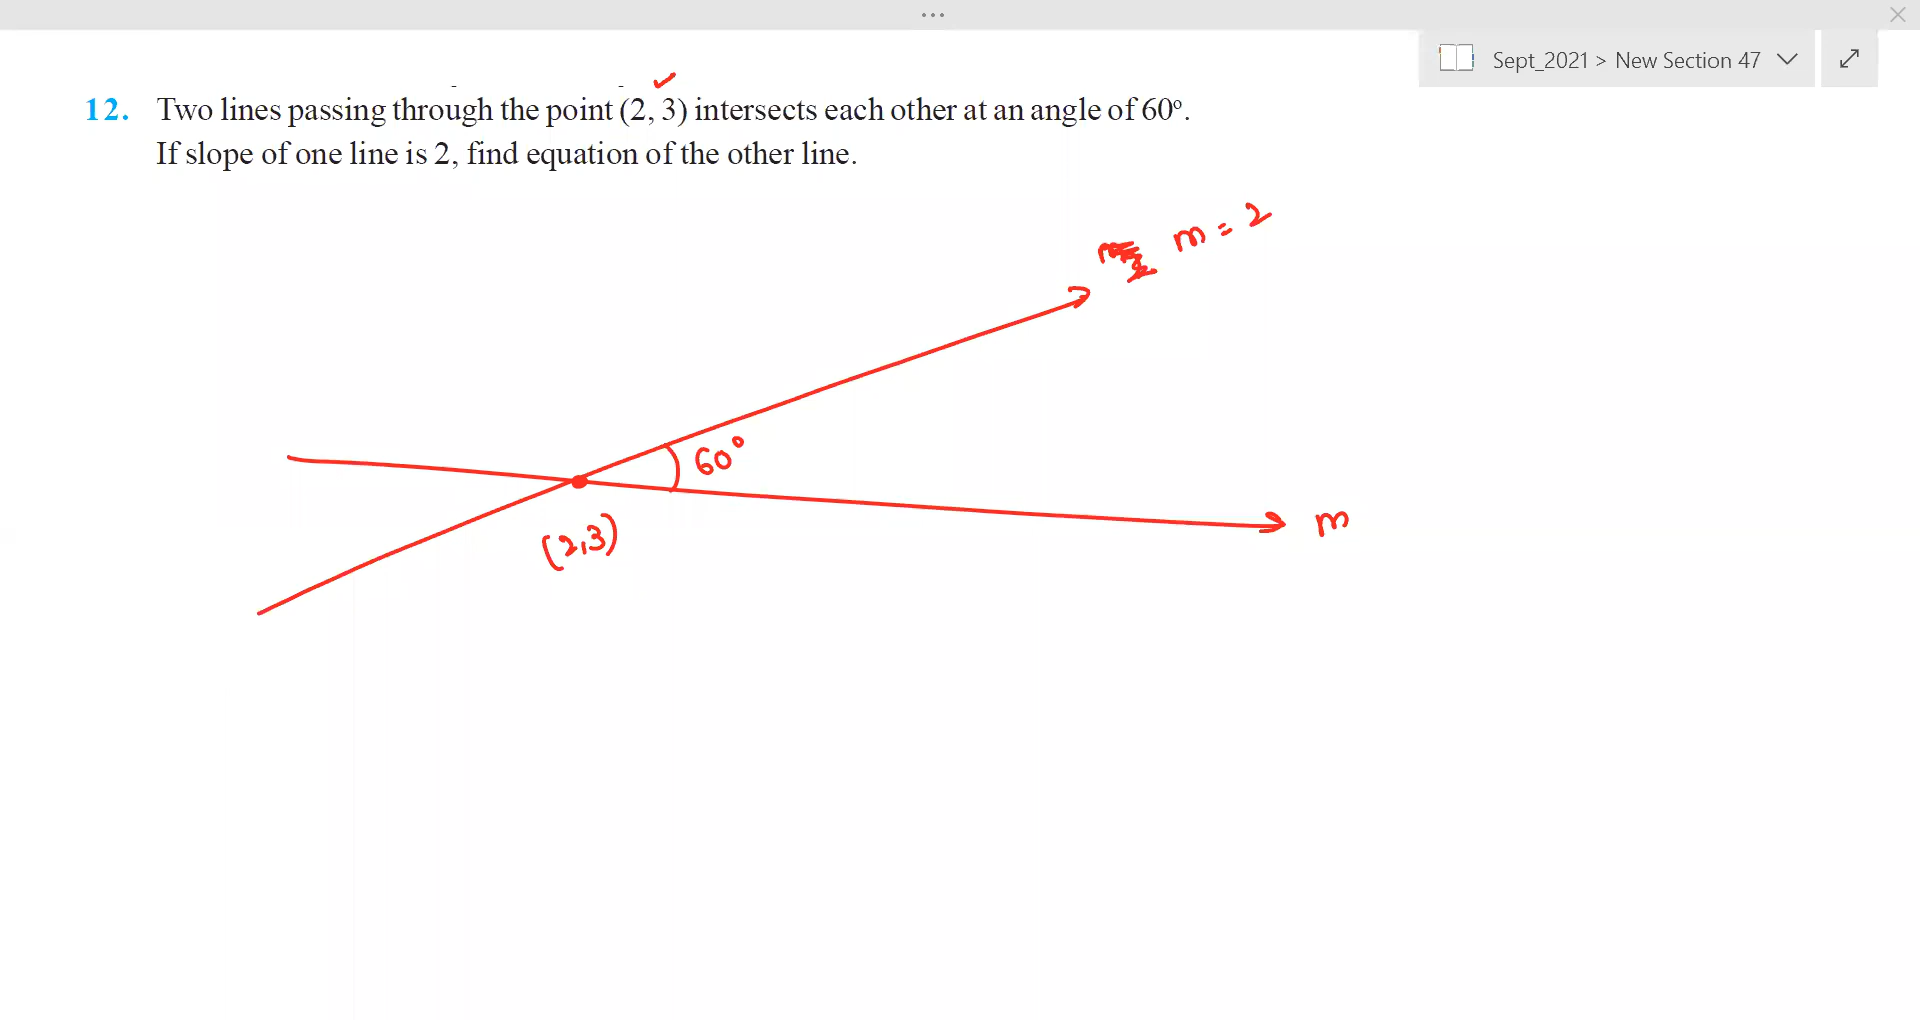 Sept_2021 > New Section 47
12. Two lines passing through the point (2, 3) intersects each other at an angle of 60°.
If slope of one line is 2, find equation of the other line.
m = 2
60°
(2,3)
m